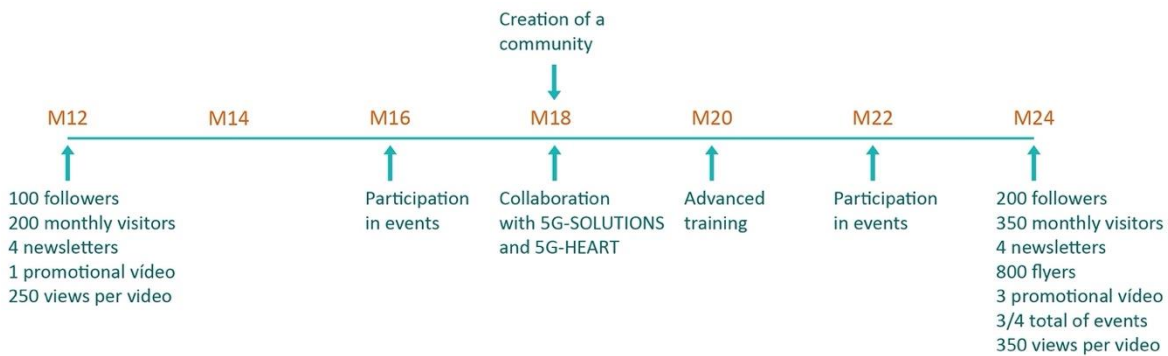 Creation of a
community
M12 M14 M16 M18 M20 M22 M24
100 followers
200 monthly visitors
4 newsletters
1 promotional vídeo
250 views per video
Participation
in events
Collaboration
with 5G-SOLUTIONS
and 5G-HEART
Advanced
training
Participation
in events
200 followers
350 monthly visitors
4 newsletters
800 flyers
3 promotional vídeo
3/4 total of events
350 views per video